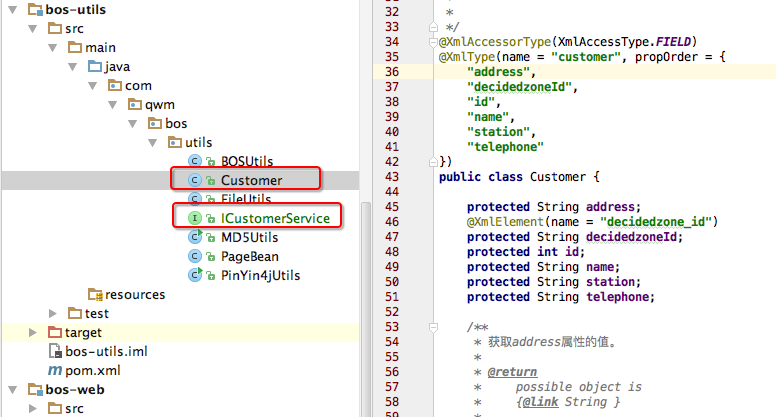 bos-utils
src
main
java
com
qwm
bos
utils
BOSUtils
Customer
FileUtils
ICustomerService
MD5Utils
PageBean
PinYin4jUtils
resources
test
target
bos-utils.iml
pom.xml
bos-web
src
31 *
32 *
33 */
34 @XmlAccessorType(XmlAccessType.FIELD)
35 @XmlType(name = "customer", propOrder = {
36 "address",
37 "decidedzoneId",
38 "id",
39 "name",
40 "station",
41 "telephone"
42 })
43 public class Customer {
44
45 protected String address;
46 @XmlElement(name = "decidedzone_id")
47 protected String decidedzoneId;
48 protected int id;
49 protected String name;
50 protected String station;
51 protected String telephone;
52
53 /**
54 * 获取address属性的值。
55 *
56 * @return
57 * possible object is
58 * {@link String }
59 *